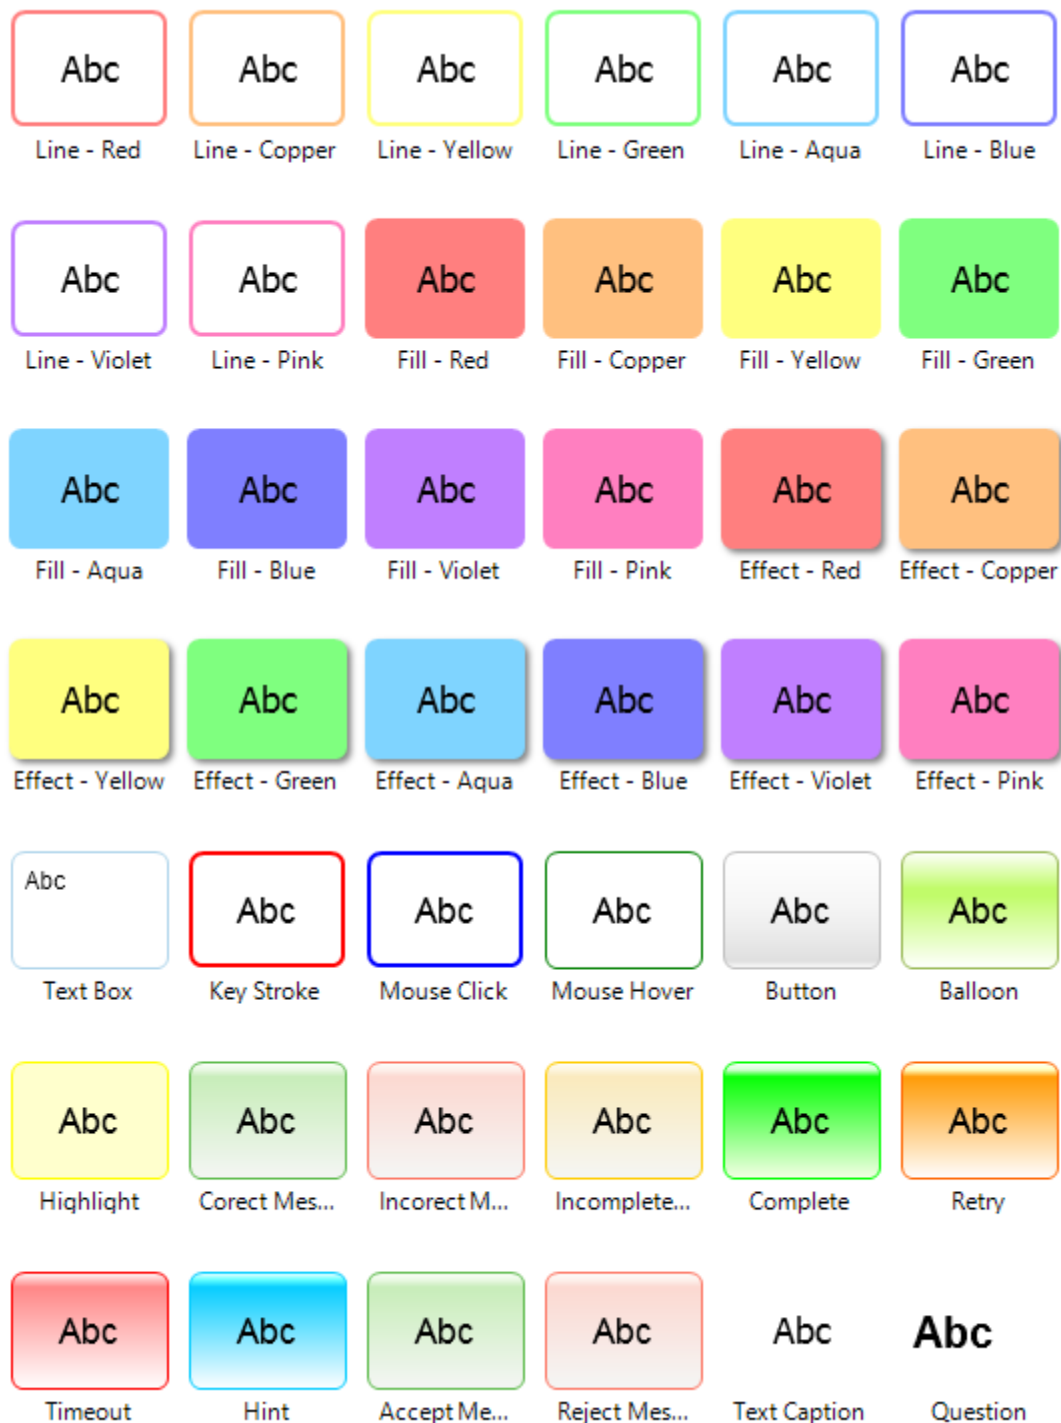 Abc Abc Abc Abc Abc Abc
Line - Red Line - Copper Line - Yellow Line - Green Line - Aqua Line - Blue
Abc Abc Abc Abc Abc Abc
Line - Violet Line - Pink Fill - Red Fill - Copper Fill - Yellow Fill - Green
Abc Abc Abc Abc Abc Abc
Fill - Aqua Fill - Blue Fill - Violet Fill - Pink Effect - Red Effect - Copper
Abc Abc Abc Abc Abc Abc
Effect - Yellow Effect - Green Effect - Aqua Effect - Blue Effect - Violet Effect - Pink
Abc Abc Abc Abc Abc Abc
Text Box Key Stroke Mouse Click Mouse Hover Button Balloon
Abc Abc Abc Abc Abc Abc
Highlight Corect Mes... Incorect M... Incomplete... Complete Retry
Abc Abc Abc Abc Abc Abc
Timeout Hint Accept Me... Reject Mes... Text Caption Question